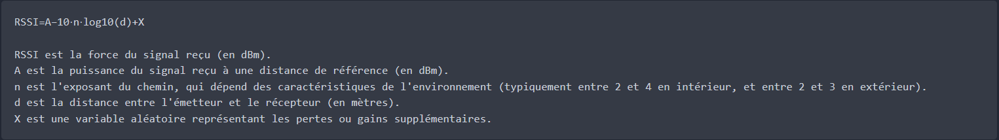 RSSI=A−10⋅n⋅log10(d)+X
RSSI est la force du signal reçu (en dBm).
A est la puissance du signal reçu à une distance de référence (en dBm).
n est l'exposant du chemin, qui dépend des caractéristiques de l'environnement (typiquement entre 2 et 4 en intérieur, et entre 2 et 3 en extérieur).
d est la distance entre l'émetteur et le récepteur (en mètres).
X est une variable aléatoire représentant les pertes ou gains supplémentaires.